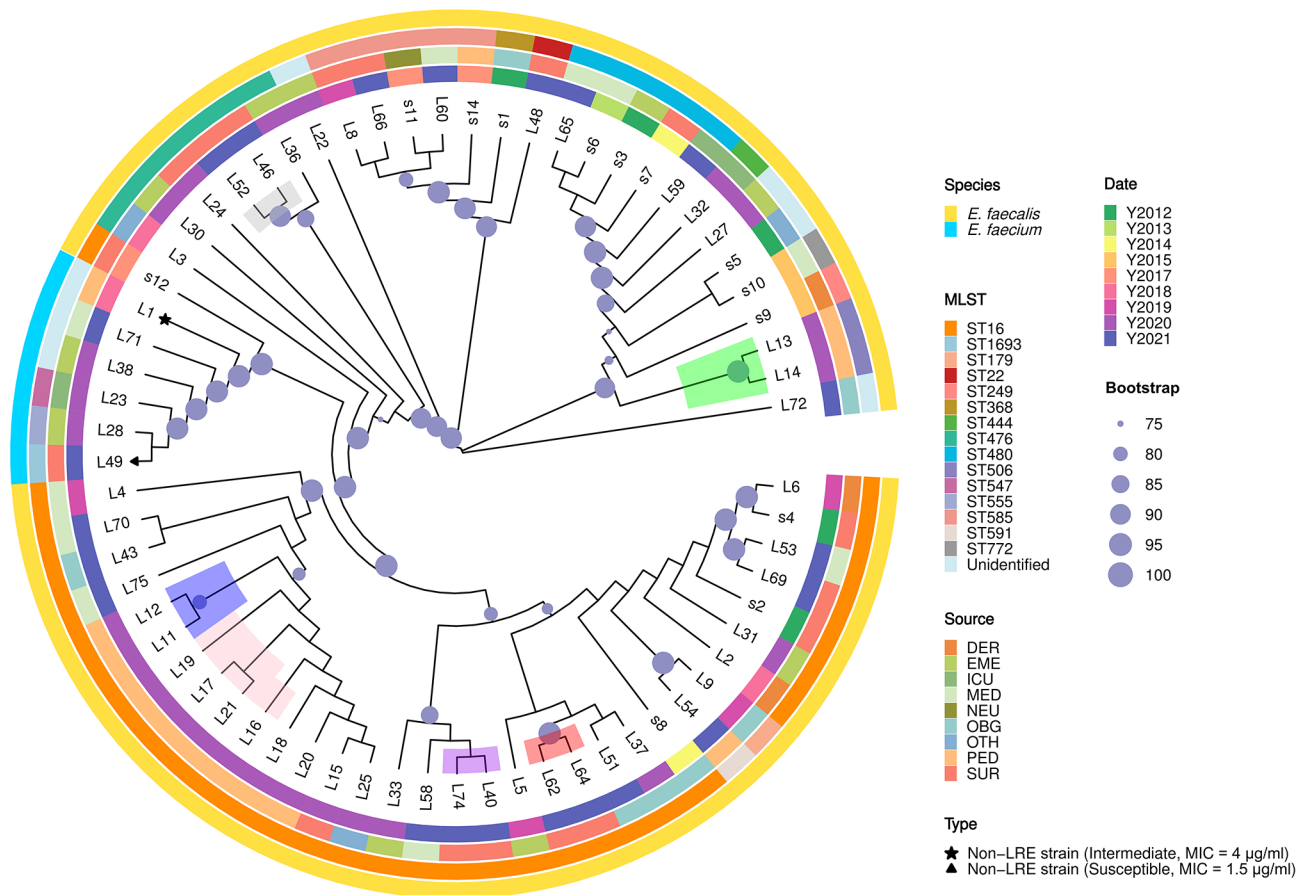 L8
L66
s11
L60
s14
s1
L48
L65
s6
s3
s7
L59
L32
L27
s5
s10
s9
L13
L14
L72
L22
L36
L46
L52
L24
L30
L3
s12
L1
L71
L38
L23
L28
L49
L4
L70
L43
L75
L12
L11
L19
L17
L21
L16
L18
L20
L15
L25
L33
L58
L74
L40
L5
L62
L64
L51
L37
s8
L54
L9
L2
L31
s2
L69
L53
s4
L6
Species
E. faecalis
E. faecium
MLST
ST16
ST1693
ST179
ST22
ST249
ST368
ST444
ST476
ST480
ST506
ST547
ST555
ST585
ST591
ST772
Unidentified
Source
DER
EME
ICU
MED
NEU
OBG
OTH
PED
SUR
Type
Non−LRE strain (Intermediate, MIC = 4 µg/ml)
Non−LRE strain (Susceptible, MIC = 1.5 µg/ml)
Date
Y2012
Y2013
Y2014
Y2015
Y2017
Y2018
Y2019
Y2020
Y2021
Bootstrap
75
80
85
90
95
100